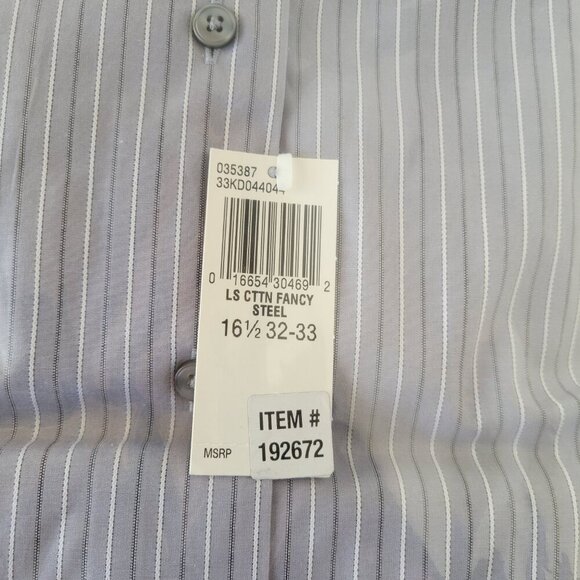 035387
33KD044044
0 16654 30469 2
LS CTTN FANCY
STEEL
16½ 32-33
ITEM #
192672
MSRP